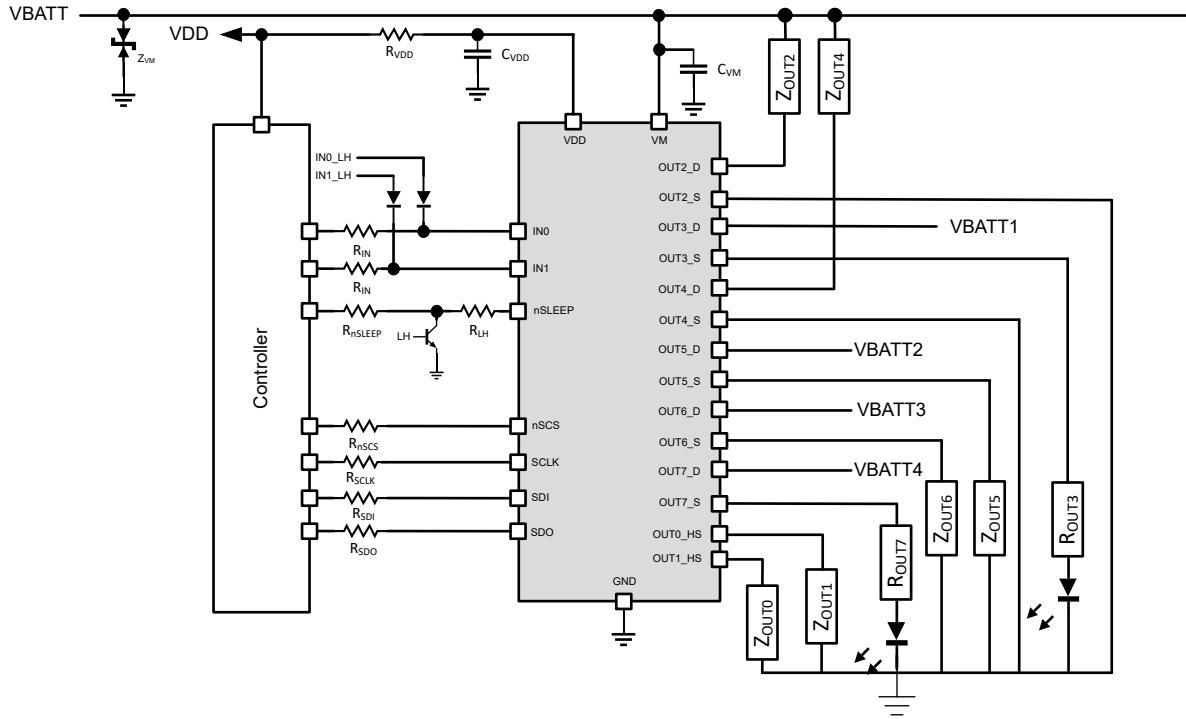 VBATT
VDD
ZVM
RVDD
CVDD
CVM
ZOUT2
ZOUT4
VDD
VM
IN0_LH
IN1_LH
OUT2_D
OUT2_S
OUT3_D
VBATT1
RIN
IN0
OUT3_S
RIN
IN1
OUT4_D
RnSLEEP
LH
RLH
nSLEEP
OUT4_S
Controller
OUT5_D
VBATT2
OUT5_S
OUT6_D
VBATT3
RnSCS
nSCS
OUT6_S
RSCLK
SCLK
OUT7_D
VBATT4
RSDI
SDI
OUT7_S
RSDO
SDO
OUT0_HS
OUT1_HS
GND
ZOUT0
ZOUT1
ROUT7
ZOUT6
ZOUT5
ROUT3